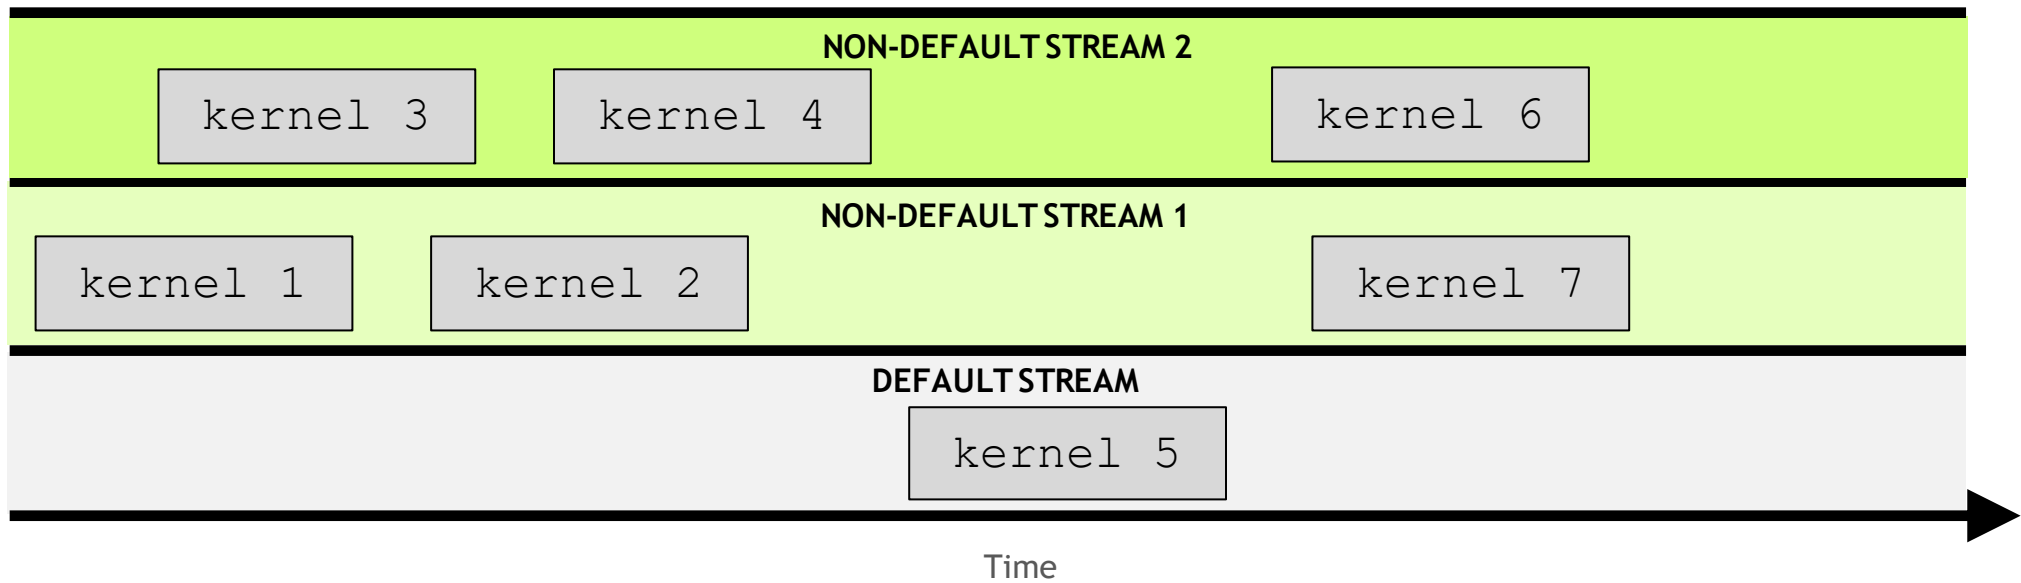 NON-DEFAULT STREAM 2
kernel 3
kernel 4
kernel 6
NON-DEFAULT STREAM 1
kernel 1
kernel 2
kernel 7
DEFAULT STREAM
kernel 5
Time